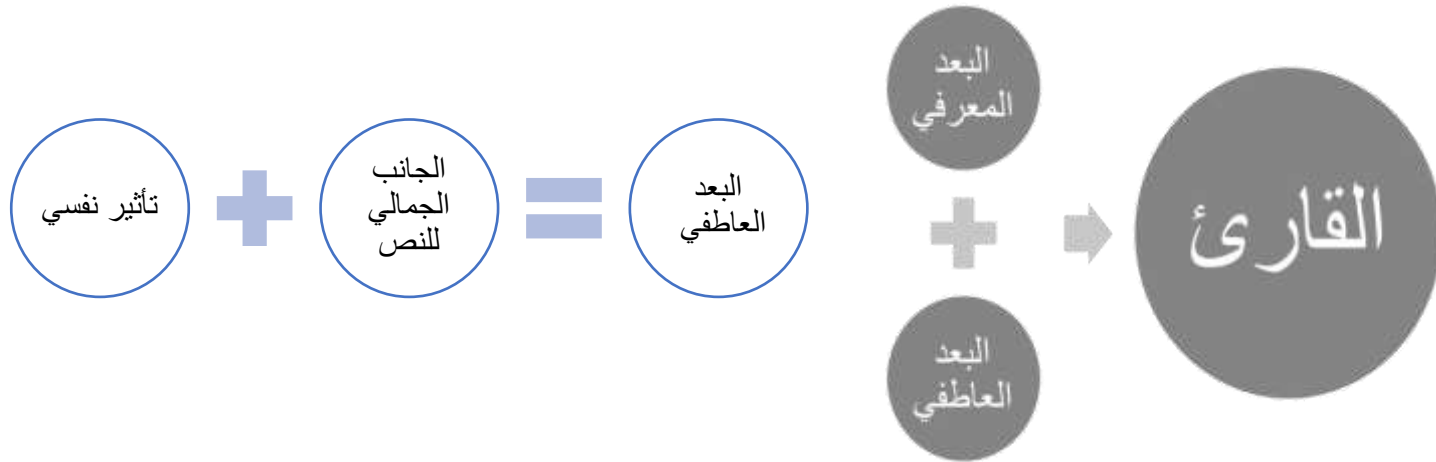 تأثير نفسي
الجانب
الجمالي
للنص
البعد
العاطفي
البعد
المعرفي
البعد
العاطفي
القارئ